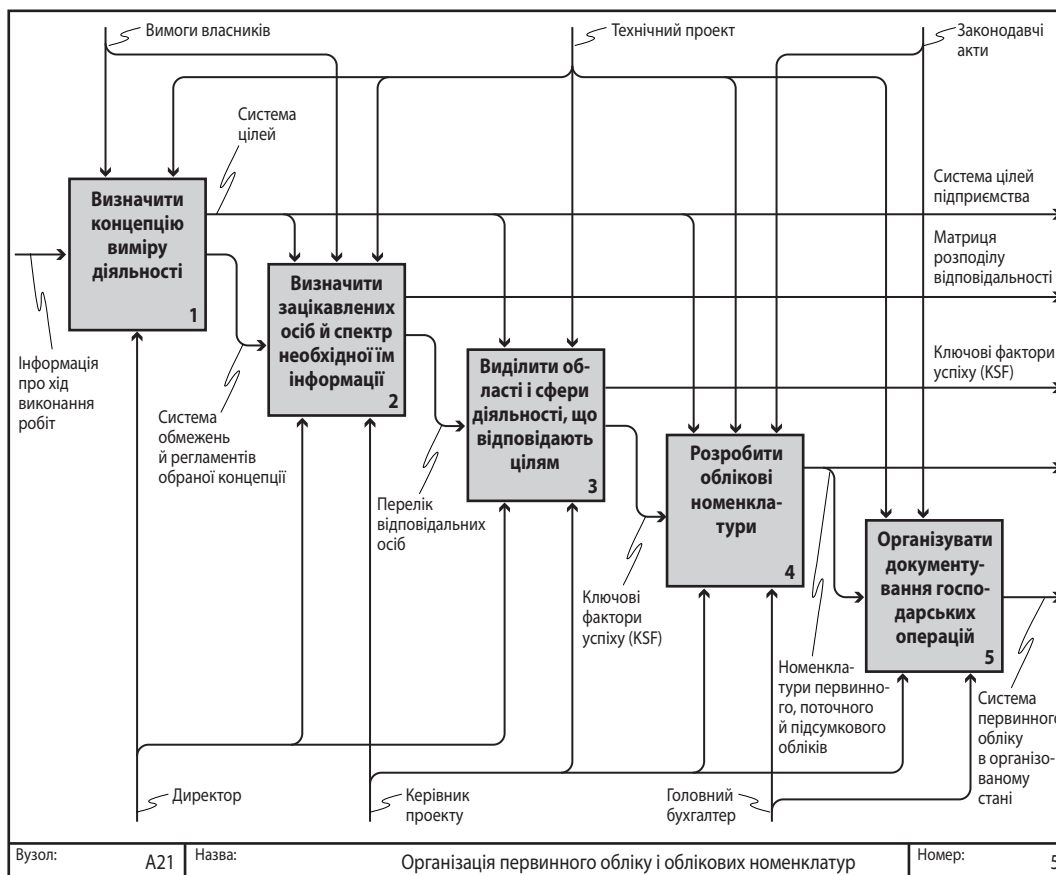 Вимоги власників
Технічний проект
Законодавчі
акти
Система
цілей
Система цілей
підприємства
Визначити
концепцію
виміру
діяльності
1
Матриця
розподілу
відповідальності
Визначити
зацікавлених
осіб й спектр
необхідної їм
інформації
2
Інформація
про хід
виконання
робіт
Ключові фактори
успіху (KSF)
Виділити об-
ласті і сфери
діяльності, що
відповідають
цілям
3
Система
обмежень
й регламентів
обраної концепції
Розробити
облікові
номенкла-
тури
4
Перелік
відповідальних
осіб
Організувати
документу-
вання госпо-
дарських
операцій
5
Ключові
фактори
успіху (KSF)
Номенкла-
тури первинно-
го, поточного
й підсумкового
обліків
Система
первинного
обліку
в організо-
ваному
стані
Директор
Керівник
проекту
Головний
бухгалтер
Вузол:
A21
Назва:
Організація первинного обліку і облікових номенклатур
Номер:
5